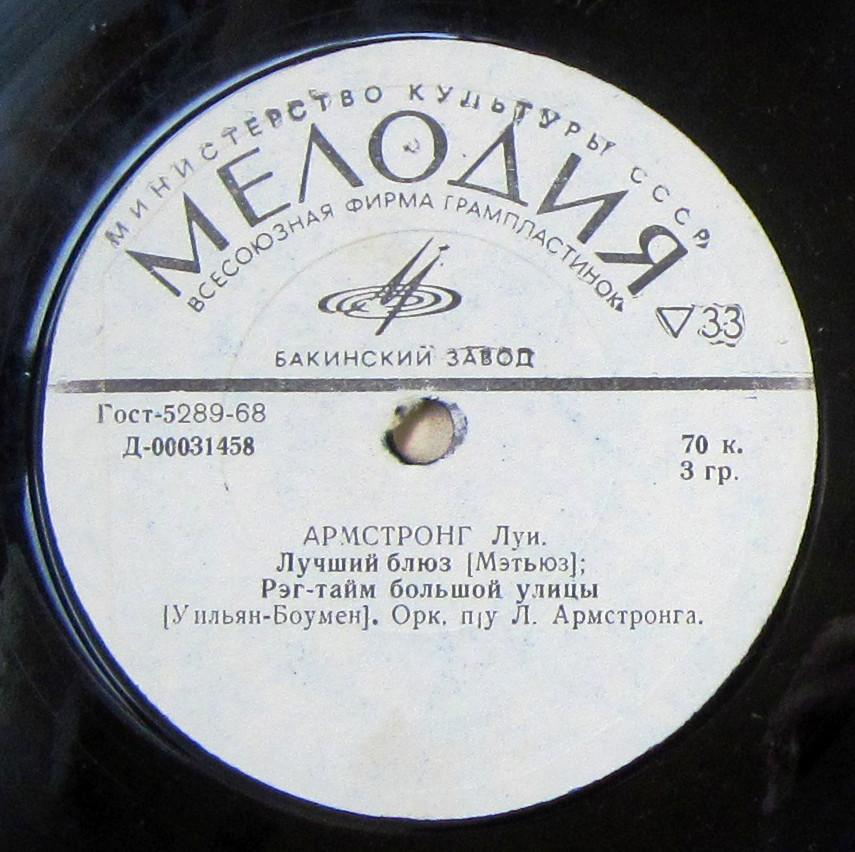 МИНИСТЕРСТВО КУЛЬТУРЫ СССР
МЕЛОДИЯ
ВСЕСОЮЗНАЯ ФИРМА ГРАМПЛАСТИНОК
33
БАКИНСКИЙ ЗАВОД
Гост-5289-68
Д-00031458
70 к.
3 гр.
АРМСТРОНГ Луи.
Лучший блюз [Мэтьюз];
Рэг-тайм большой улицы
[Уильян-Боумен]. Орк. п|у Л. Армстронга.